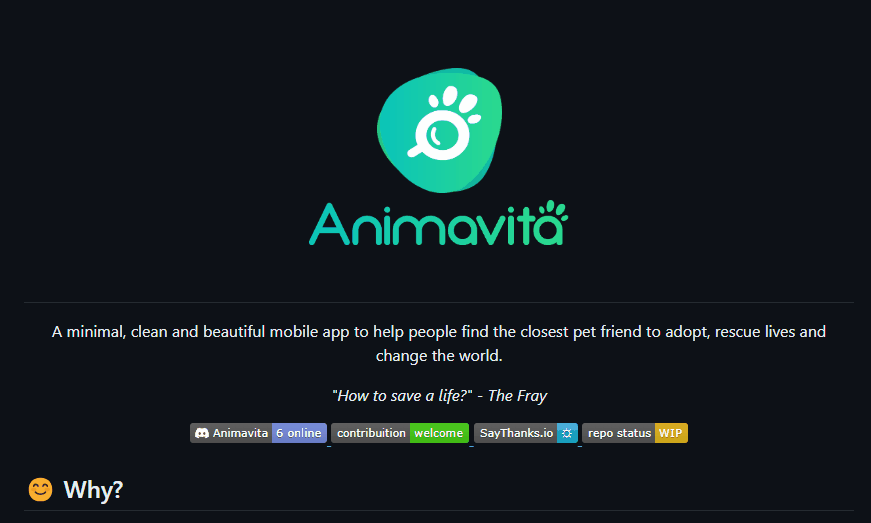 Animavita
A minimal, clean and beautiful mobile app to help people find the closest pet friend to adopt, rescue lives and
change the world.
"How to save a life?" - The Fray
Animavita 6 online contribuition welcome SayThanks.io repo status WIP
Why?